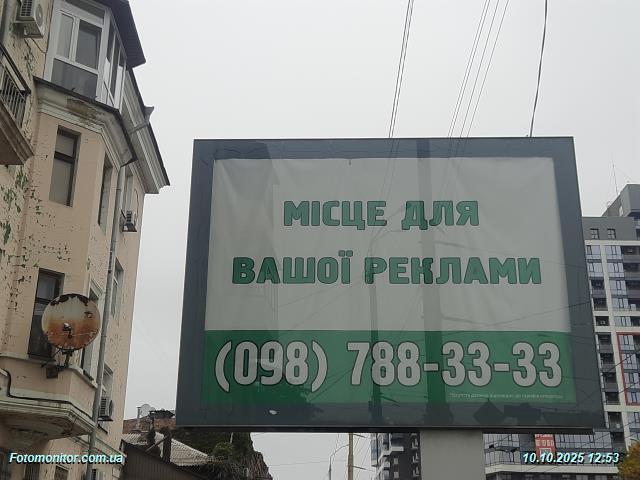 МІСЦЕ ДЛЯ
ВАШОЇ РЕКЛАМИ
(098) 788-33-33
Fotomonitor.com.ua
10.10.2025 12:53